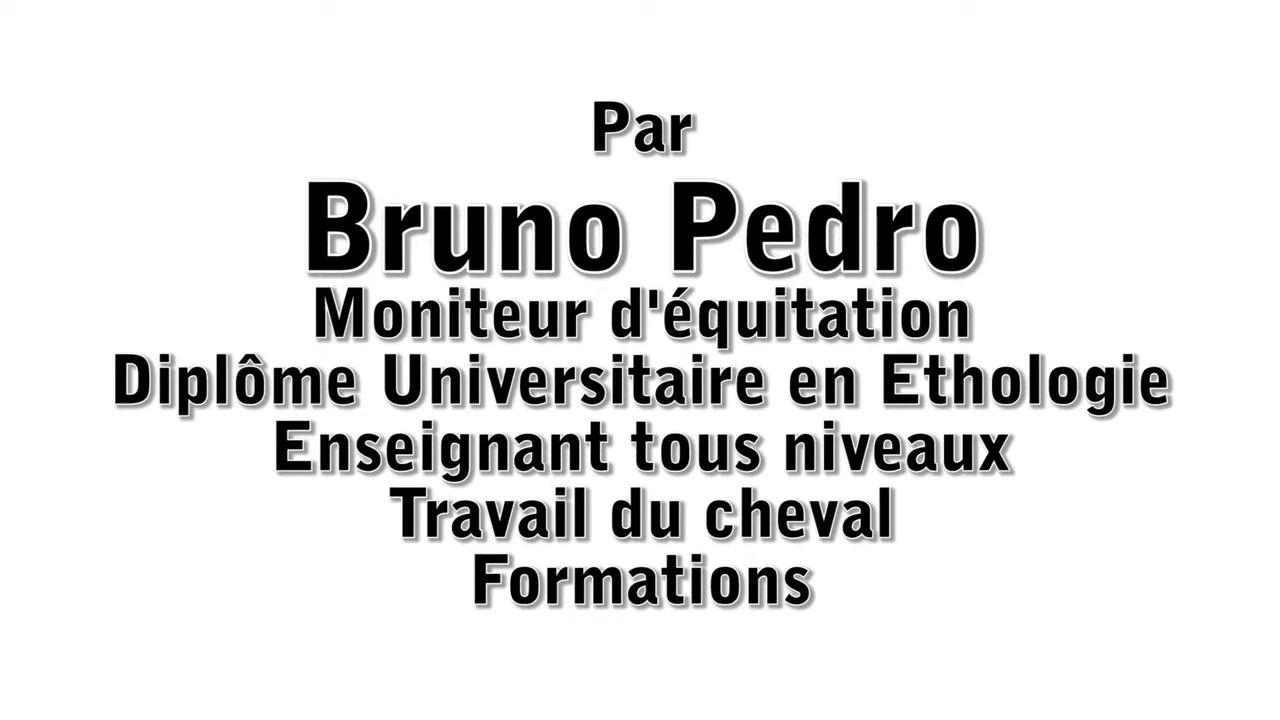 Par
Bruno Pedro
Moniteur d'équitation
Diplôme Universitaire en Ethologie
Enseignant tous niveaux
Travail du cheval
Formations